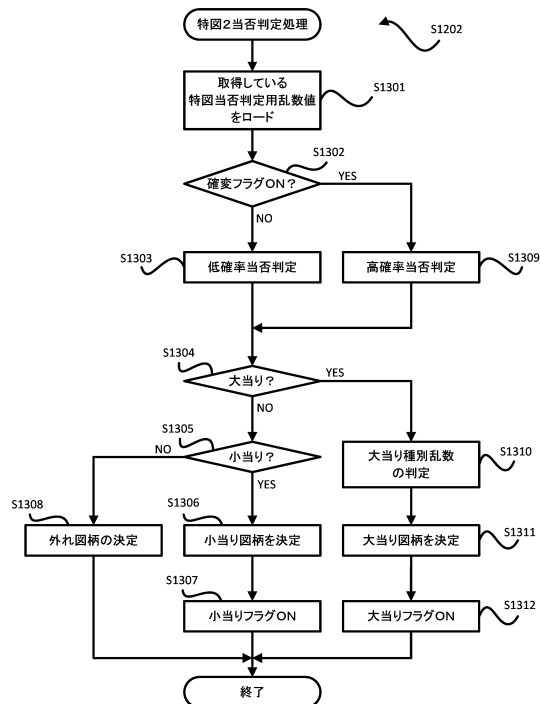 特図２当否判定処理
S1202
取得している
特図当否判定用乱数値
をロード
S1301
S1302
確変フラグＯＮ？
YES
NO
S1303
低確率当否判定
高確率当否判定
S1309
S1304
大当り？
YES
NO
S1305
NO
小当り？
YES
大当り種別乱数
の判定
S1310
S1308
外れ図柄の決定
S1306
小当り図柄を決定
大当り図柄を決定
S1311
S1307
小当りフラグＯＮ
大当りフラグＯＮ
S1312
終了